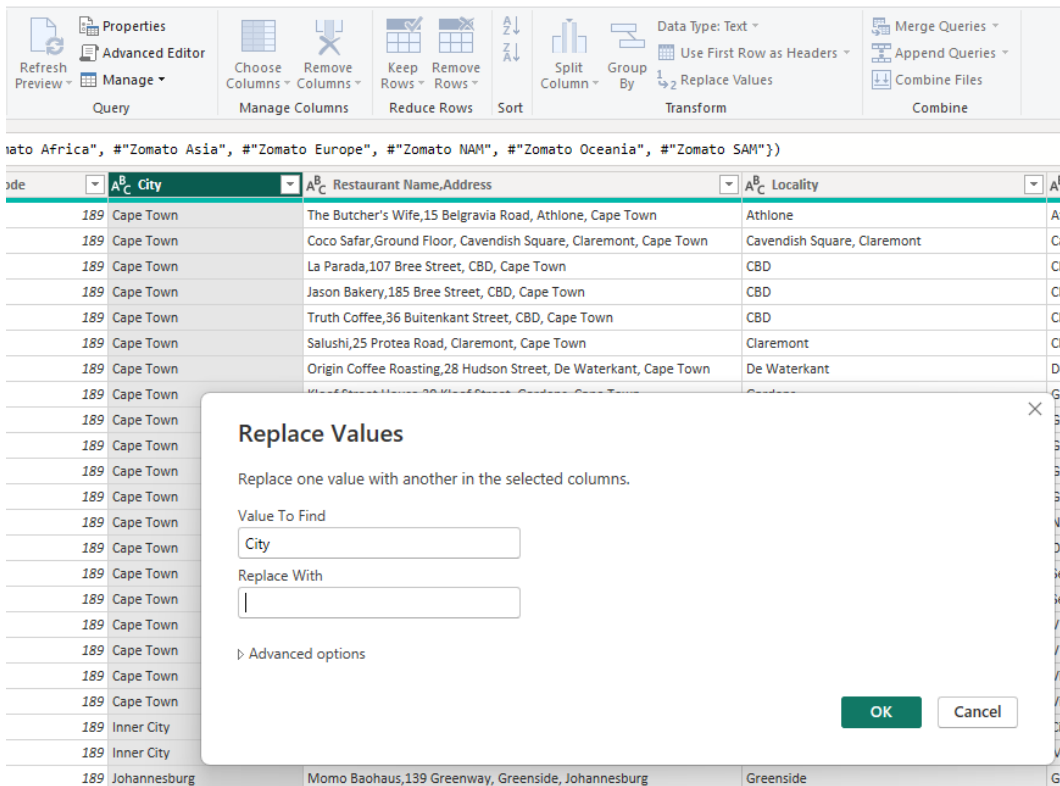 Properties
Advanced Editor
Refresh Preview
Manage
Query
Choose Columns
Remove Columns
Manage Columns
Keep Rows
Remove Rows
Reduce Rows
Sort
Split Column
Group By
Data Type: Text
Use First Row as Headers
Replace Values
Transform
Merge Queries
Append Queries
Combine Files
Combine
nato Africa", #"Zomato Asia", #"Zomato Europe", #"Zomato NAM", #"Zomato Oceania", #"Zomato SAM"})
ode City Restaurant Name,Address Locality
189 Cape Town The Butcher's Wife,15 Belgravia Road, Athlone, Cape Town Athlone
189 Cape Town Coco Safar,Ground Floor, Cavendish Square, Claremont, Cape Town Cavendish Square, Claremont
189 Cape Town La Parada,107 Bree Street, CBD, Cape Town CBD
189 Cape Town Jason Bakery,185 Bree Street, CBD, Cape Town CBD
189 Cape Town Truth Coffee,36 Buitenkant Street, CBD, Cape Town CBD
189 Cape Town Salushi,25 Protea Road, Claremont, Cape Town Claremont
189 Cape Town Origin Coffee Roasting,28 Hudson Street, De Waterkant, Cape Town De Waterkant
189 Cape Town
189 Cape Town
189 Cape Town
189 Cape Town
189 Cape Town
189 Cape Town
189 Cape Town
189 Cape Town
189 Cape Town
189 Cape Town
189 Cape Town
189 Cape Town
189 Cape Town
189 Inner City
189 Inner City
189 Johannesburg Momo Baohaus,139 Greenway, Greenside, Johannesburg Greenside
Replace Values
Replace one value with another in the selected columns.
Value To Find
City
Replace With
Advanced options
OK
Cancel